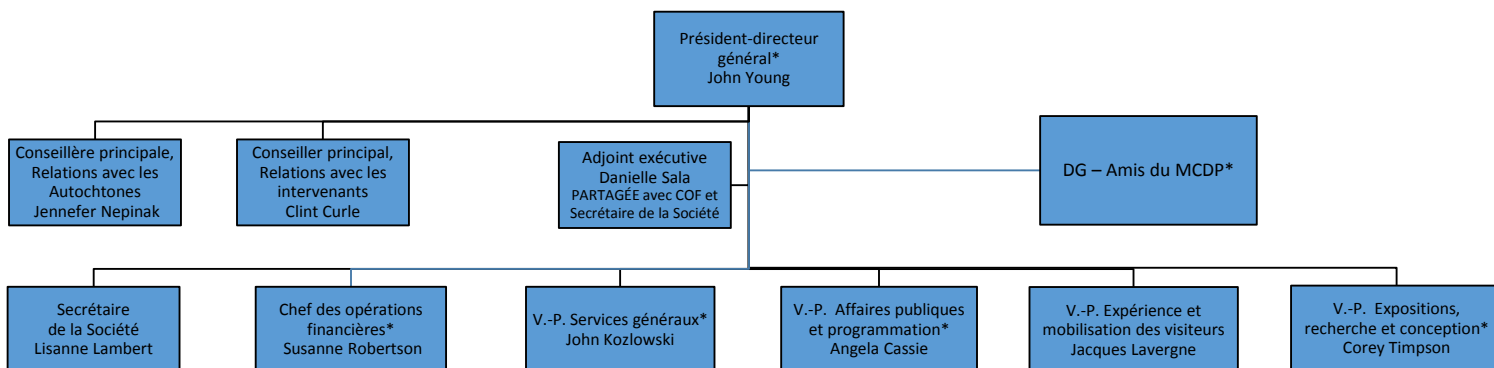 Président-directeur
général*
John Young
Conseillère principale,
Relations avec les
Autochtones
Jennefer Nepinak
Conseiller principal,
Relations avec les
intervenants
Clint Curle
Adjoint exécutive
Danielle Sala
PARTAGÉE avec COF et
Secrétaire de la Société
DG – Amis du MCDP*
Secrétaire
de la Société
Lisanne Lambert
Chef des opérations
financières*
Susanne Robertson
V.-P. Services généraux*
John Kozlowski
V.-P. Affaires publiques
et programmation*
Angela Cassie
V.-P. Expérience et
mobilisation des visiteurs
Jacques Lavergne
V.-P. Expositions,
recherche et conception*
Corey Timpson